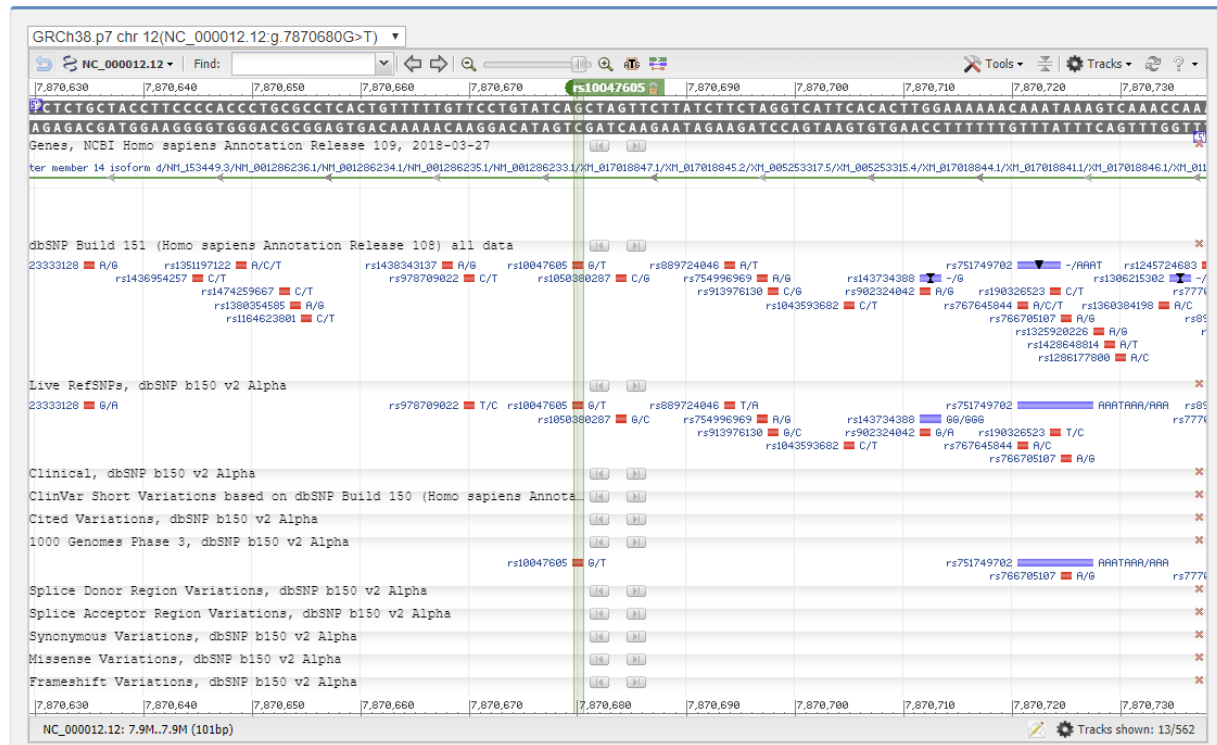 GRCh38.p7 chr 12(NC_000012.12:g.7870680G>T)
NC_000012.12 Find: Tools Tracks ?
7,870,630 7,870,640 7,870,650 7,870,660 7,870,670 rs10047605 7,870,690 7,870,700 7,870,710 7,870,720 7,870,730
CTCTGCTACCTTCCCCACCCTGCGCCTCACTGTTTTTGTTCCTGTATCAGCTAGTTCTTATCTTCTAGGTCATTCACACTTGGAAAAAACAAATAAAGTCAAACCAA
AGAGACGATGGAAGGGGTGGGACGCGGAGTGACAAAAACAAGGACATAGTCGATCAAGAATAGAAGATCCAGTAAGTGTGAACCTTTTTTGTTTATTTCAGTTTGGTT
Genes, NCBI Homo sapiens Annotation Release 109, 2018-03-27
ter member 14 isoform d/NM_153449.3/NM_001286236.1/NM_001286234.1/NM_001286235.1/NM_001286233.1/XM_017018847.1/XM_017018845.2/XM_005253317.5/XM_005253315.4/XM_017018844.1/XM_017018841.1/XM_017018846.1/XM_011
dbSNP Build 151 (Homo sapiens Annotation Release 108) all data
23333128 A/G rs1351197122 A/C/T rs1438343137 A/G rs10047605 G/T rs889724046 A/T rs751749702 -/AAAT rs1245724683
rs1436954257 C/T rs978709022 C/T rs1050380287 C/G rs754996969 A/G rs143734388 -/G rs1306215302 -/
rs1474259667 C/T rs913976130 C/G rs902324042 A/G rs190326523 C/T rs777
rs1380354585 A/G rs1043593682 C/T rs767645844 A/C/T rs1360384198 A/C
rs1164623801 C/T rs766705107 A/G rs89
rs1325920226 A/G r
rs1428648814 A/T
rs1286177800 A/C
Live RefSNPs, dbSNP b150 v2 Alpha
23333128 G/A rs978709022 T/C rs10047605 G/T rs889724046 T/A rs751749702 AAATAAA/AAA rs89
rs1050380287 G/C rs754996969 A/G rs143734388 GG/GGG rs777
rs913976130 G/C rs902324042 G/A rs190326523 T/C
rs1043593682 C/T rs767645844 A/C
rs766705107 A/G
Clinical, dbSNP b150 v2 Alpha
ClinVar Short Variations based on dbSNP Build 150 (Homo sapiens Annota...
Cited Variations, dbSNP b150 v2 Alpha
1000 Genomes Phase 3, dbSNP b150 v2 Alpha
rs10047605 G/T rs751749702 AAATAAA/AAA
rs766705107 A/G rs777
Splice Donor Region Variations, dbSNP b150 v2 Alpha
Splice Acceptor Region Variations, dbSNP b150 v2 Alpha
Synonymous Variations, dbSNP b150 v2 Alpha
Missense Variations, dbSNP b150 v2 Alpha
Frameshift Variations, dbSNP b150 v2 Alpha
7,870,630 7,870,640 7,870,650 7,870,660 7,870,670 7,870,680 7,870,690 7,870,700 7,870,710 7,870,720 7,870,730
NC_000012.12: 7.9M..7.9M (101bp) Tracks shown: 13/562